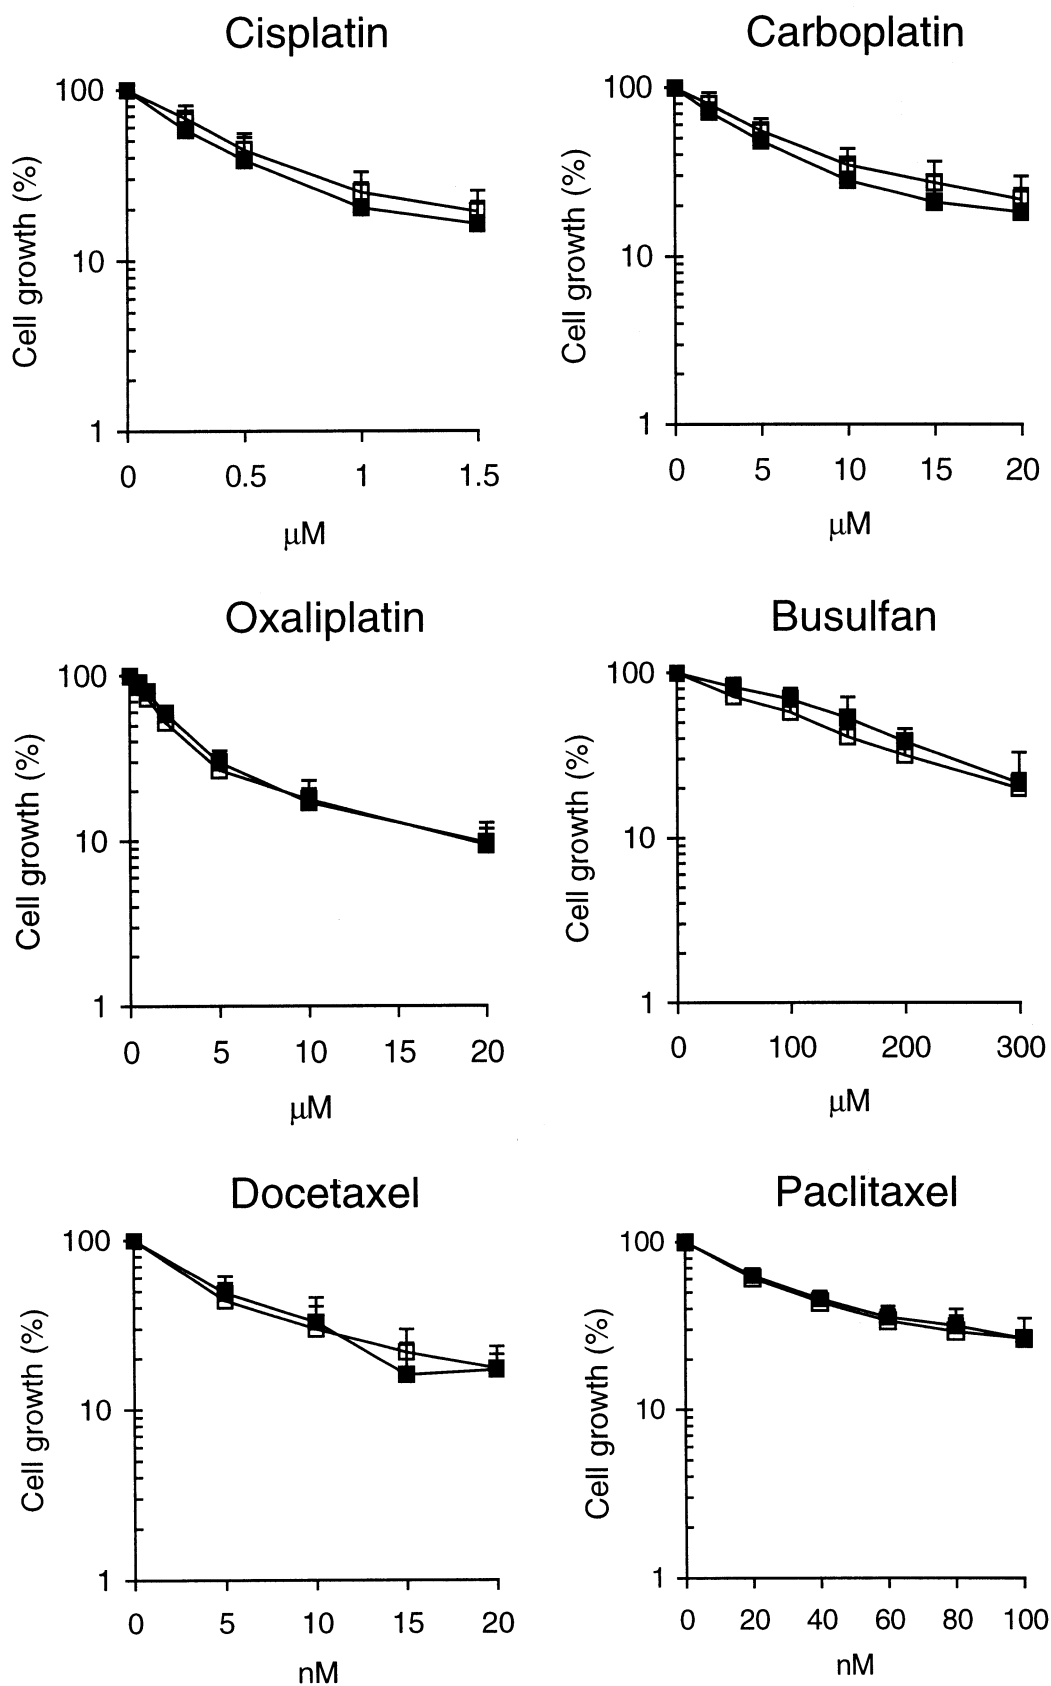 Cisplatin
Cell growth (%)
100
10
1
0 0.5 1 1.5
μM
Carboplatin
Cell growth (%)
100
10
1
0 5 10 15 20
μM
Oxaliplatin
Cell growth (%)
100
10
1
0 5 10 15 20
μM
Busulfan
Cell growth (%)
100
10
1
0 100 200 300
μM
Docetaxel
Cell growth (%)
100
10
1
0 5 10 15 20
nM
Paclitaxel
Cell growth (%)
100
10
1
0 20 40 60 80 100
nM